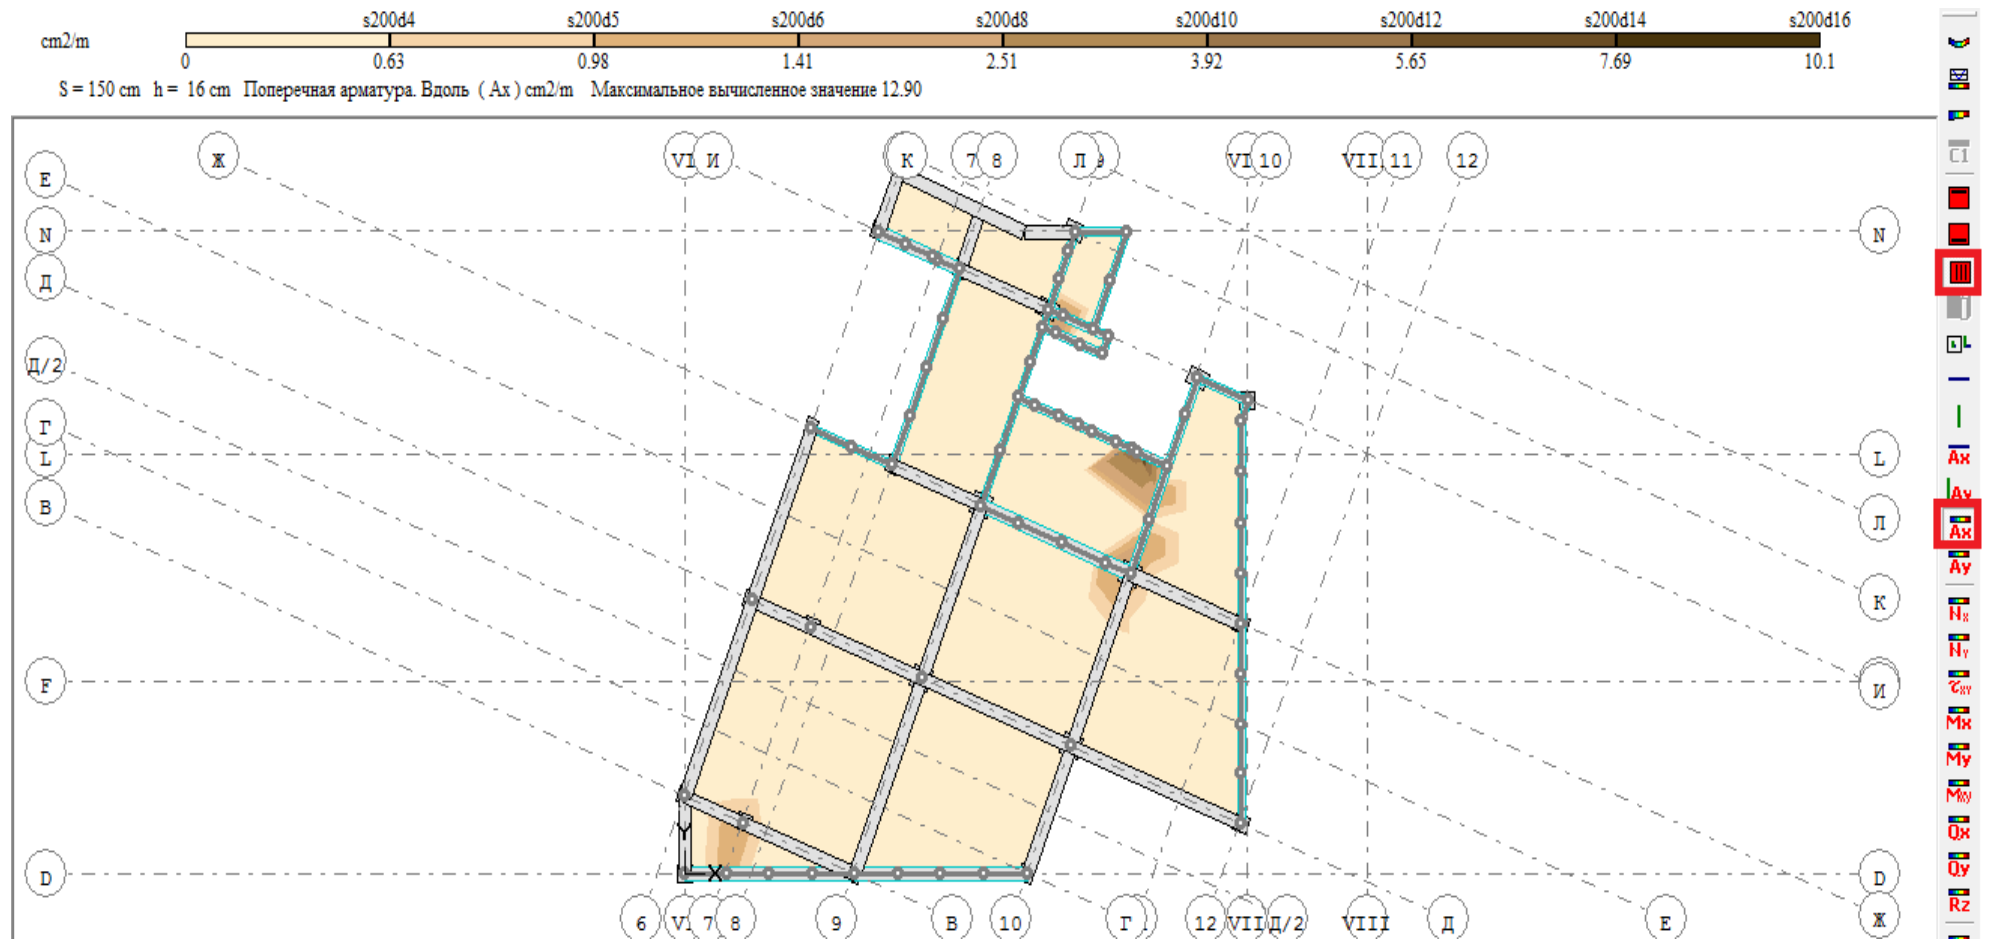 s200d4 s200d5 s200d6 s200d8 s200d10 s200d12 s200d14 s200d16
cm2/m
0 0.63 0.98 1.41 2.51 3.92 5.65 7.69 10.1
S = 150 cm h = 16 cm Поперечная арматура. Вдоль ( Ax ) cm2/m Максимальное вычисленное значение 12.90
Ж VI И К 7 8 Л 9 VI 10 VII 11 12
Е
N
Д
Д/2
Г
L
В
F
D
N
L
Л
К
И
D
Ж
X
Y
6 VI 7 8 9 В 10 Г 12 VII Д/2 VIII Д Е
C1
Ax
Ay
Ax
Ay
Nx
Ny
τxy
Mx
My
Mxy
Qx
Qy
Rz